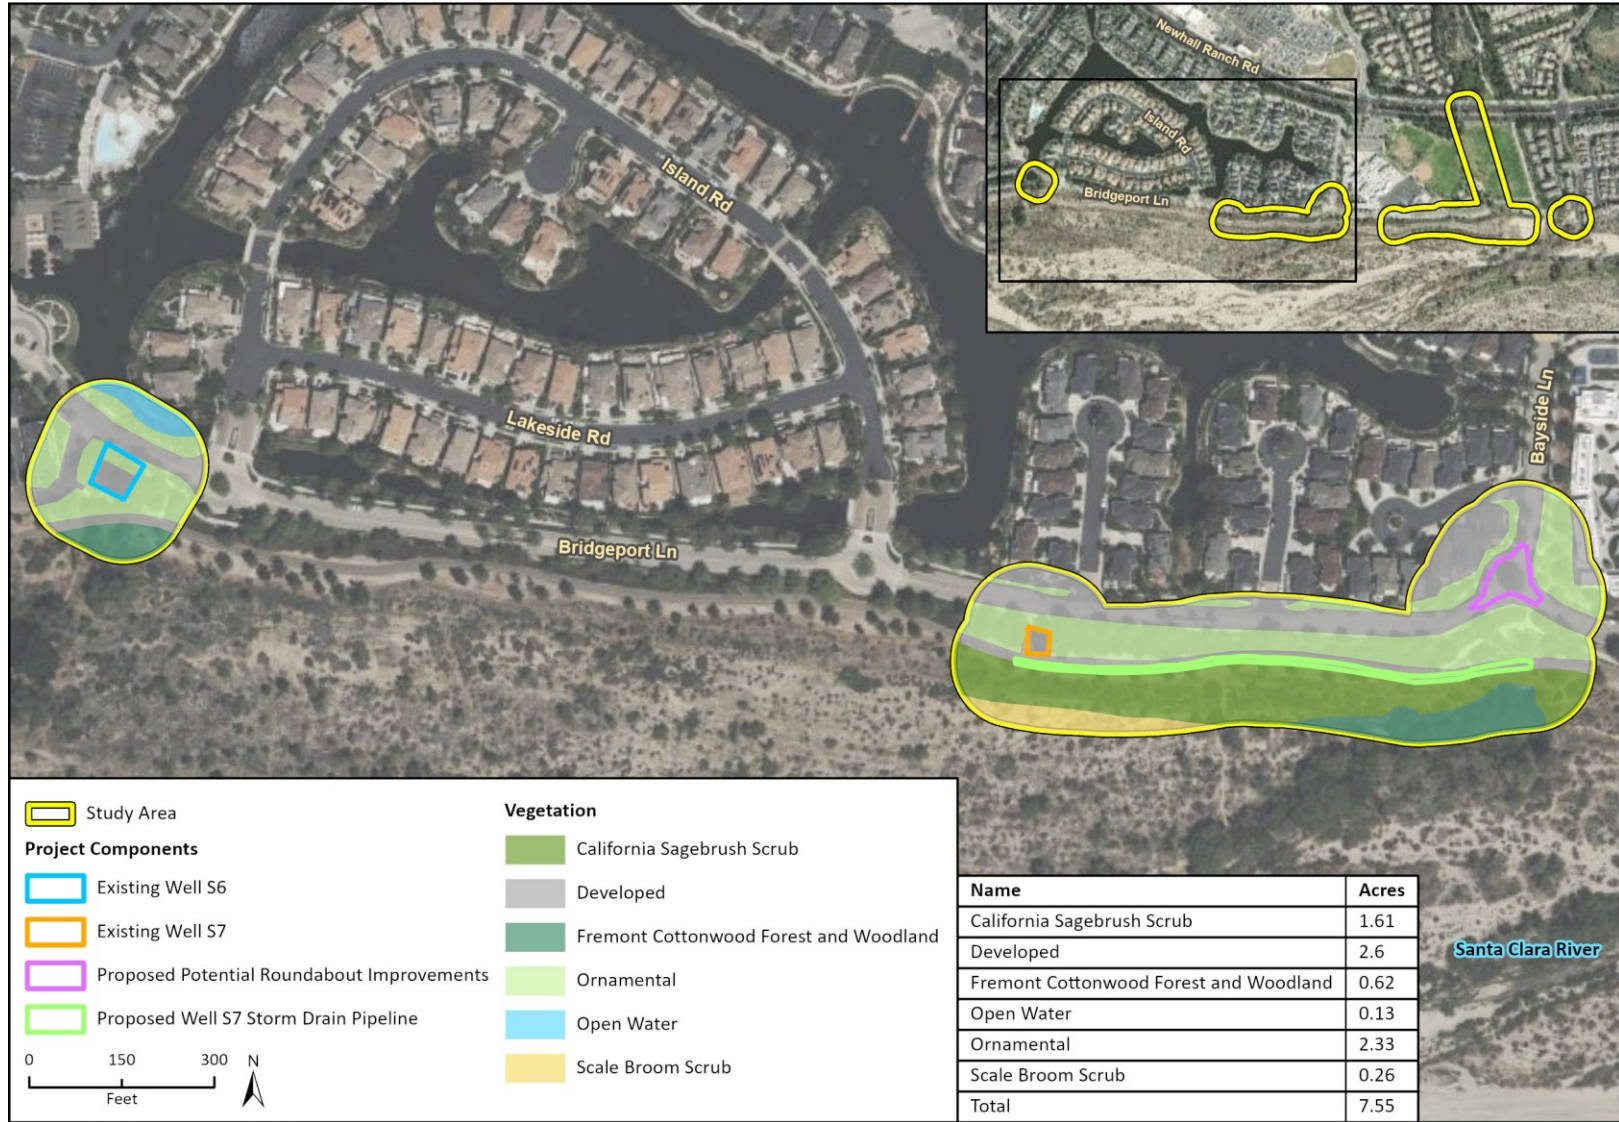 Newhall Ranch Rd
Island Rd
Bridgeport Ln
Island Rd
Lakeside Rd
Bayside Ln
Bridgeport Ln
Santa Clara River
Study Area
Project Components
Existing Well S6
Existing Well S7
Proposed Potential Roundabout Improvements
Proposed Well S7 Storm Drain Pipeline
0 150 300
Feet
N
Vegetation
California Sagebrush Scrub
Developed
Fremont Cottonwood Forest and Woodland
Ornamental
Open Water
Scale Broom Scrub
Name Acres
California Sagebrush Scrub 1.61
Developed 2.6
Fremont Cottonwood Forest and Woodland 0.62
Open Water 0.13
Ornamental 2.33
Scale Broom Scrub 0.26
Total 7.55